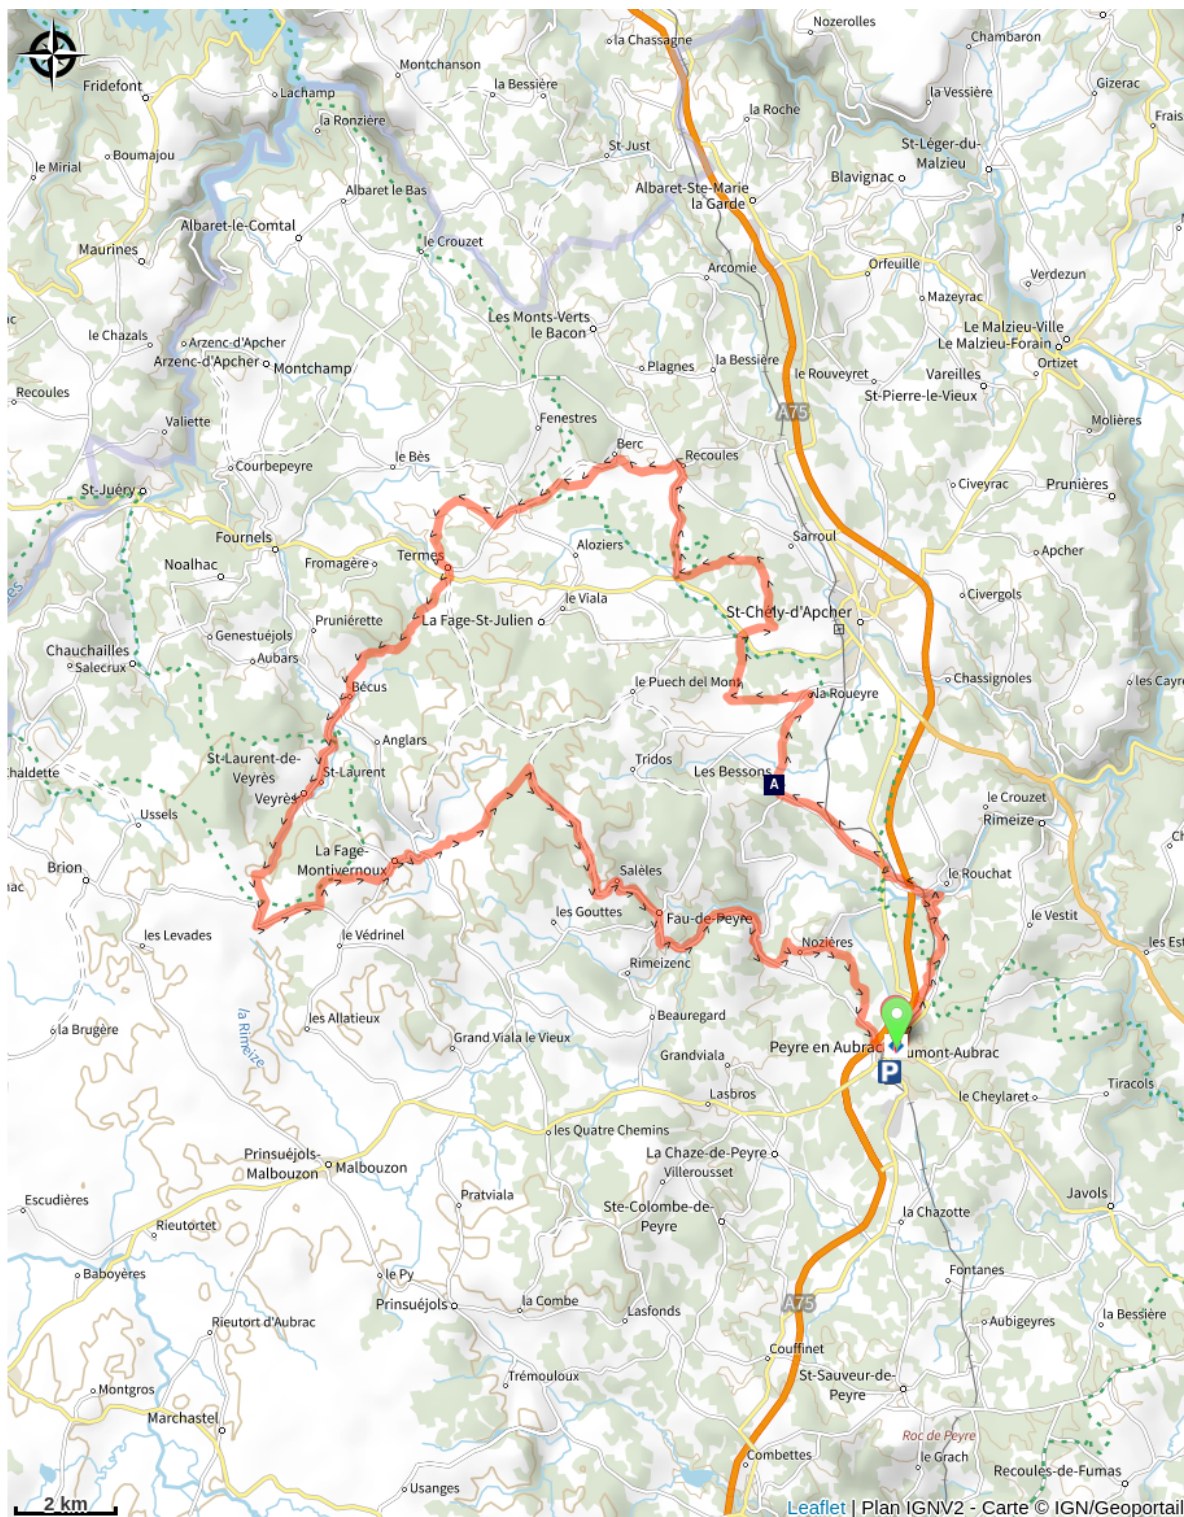 Nozerolles
la Chassagne
Chambaron
Montchanson
Fridefont
la Bessière
Gizerac
Lachamp
la Vessière
la Roche
la Ronzière
Frais
St-Léger-du-
Malzieu
St-Just
Boumajou
le Mirial
Blavignac
Albaret le Bas
Albaret-Ste-Marie
la Garde
Albaret-le-Comtal
le Crouzet
Maurines
Orfeuille
Arcomie
Verdezun
Mazeyrac
Les Monts-Verts
le Bacon
Le Malzieu-Ville
Le Malzieu-Forain
le Chazals
Arzenc-d'Apcher
Arzenc-d'Apcher
Montchamp
Plagnes
la Bessière
Ortizet
le Rouveyret
Vareilles
St-Pierre-le-Vieux
Recoules
A75
Valiette
Fenestres
Molières
Berc
Recoules
le Bès
Courbepeyre
Civeyrac
Prunières
St-Juéry
Fournels
Sarroul
Aloziers
Termes
Apcher
Fromagère
Noalhac
Civergols
le Viala
St-Chély-d'Apcher
La Fage-St-Julien
Pruniérette
Genestuéjols
Chauchailles
Salecrux
Aubars
Chassignoles
les Cayre
le Puech del Mont
Bécus
la Roueyre
Anglars
St-Laurent-de-
Veyrès
St-Laurent
Tridos
Les Bessons
A
haldette
Veyrès
le Crouzet
Rimeize
Ussels
Ch
La Fage-
Montivernoux
Brion
Salèles
le Rouchat
nac
les Gouttes
Fau-de-Peyre
le Vestit
les Levades
le Védrinel
Nozières
les Est
Rimeizenc
la Rimeize
les Allatieux
Beauregard
la Brugère
Grand Viala le Vieux
Grandviala
Peyre en Aubrac
umont-Aubrac
P
Tiracols
Lasbros
le Cheylaret
les Quatre Chemins
Prinsuéjols-
Malbouzon
Malbouzon
La Chaze-de-Peyre
Villerousset
Escudières
Pratviala
Javols
Ste-Colombe-de-
Peyre
la Chazotte
Rieutortet
Baboyères
le Py
Fontanes
Prinsuéjols
la Combe
Lasfonds
A75
la Bessière
Rieutort d'Aubrac
Aubigeyres
Couffinet
Trémouloux
St-Sauveur-de-
Peyre
Montgros
Marchastel
Roc de Peyre
Combettes
le Grach
Recoules-de-Fumas
Usanges
2 km
Leaflet | Plan IGNV2 - Carte © IGN/Geoportail